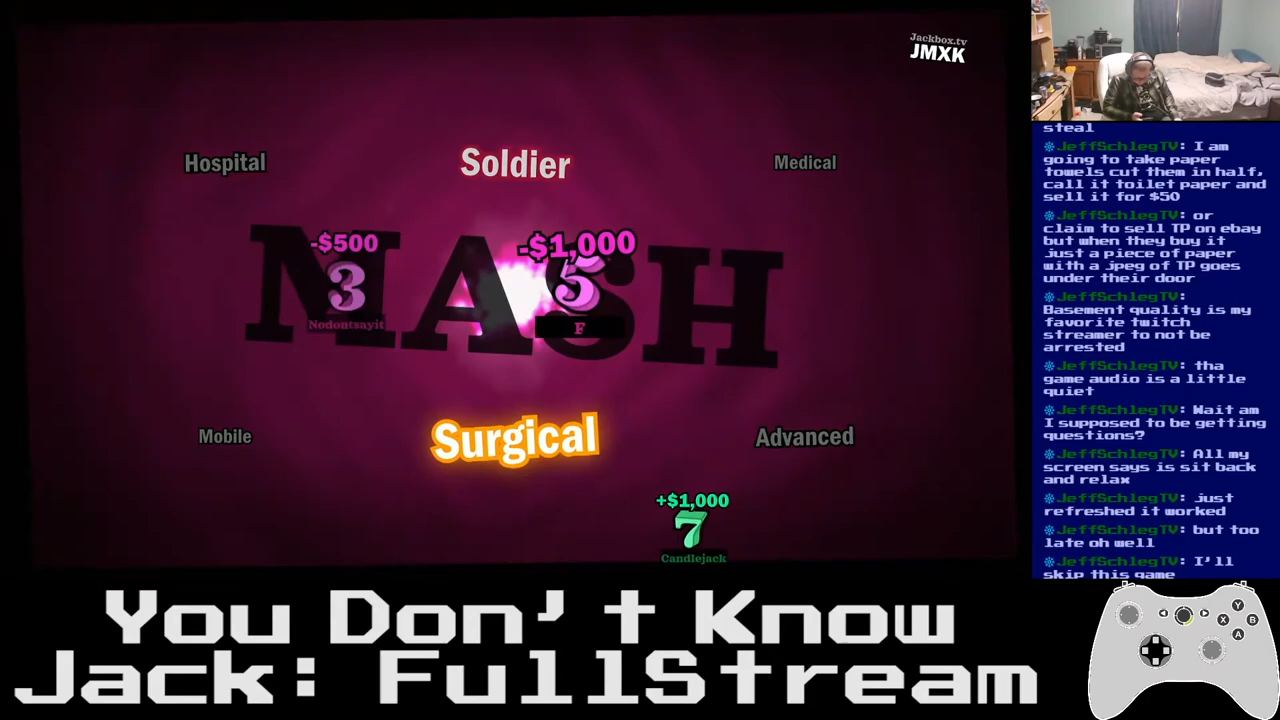 Jackbox.tv
JMXK
Hospital
Soldier
Medical
MASH
-$500
3
Nodontsayit
-$1,000
5
F
Mobile
Surgical
Advanced
+$1,000
7
Candlejack
steal
JeffSchlegTV: I am
going to take paper
towels cut them in half,
call it toilet paper and
sell it for $50
JeffSchlegTV: or
claim to sell TP on ebay
but when they buy it
just a piece of paper
with a jpeg of TP goes
under their door
JeffSchlegTV:
Basement quality is my
favorite twitch
streamer to not be
arrested
JeffSchlegTV: tha
game audio is a little
quiet
JeffSchlegTV: Wait am
I supposed to be getting
questions?
JeffSchlegTV: All my
screen says is sit back
and relax
JeffSchlegTV: just
refreshed it worked
JeffSchlegTV: but too
late oh well
JeffSchlegTV: I'll
skip this game
You Don't Know
Jack: FullStream
Y
X
B
A